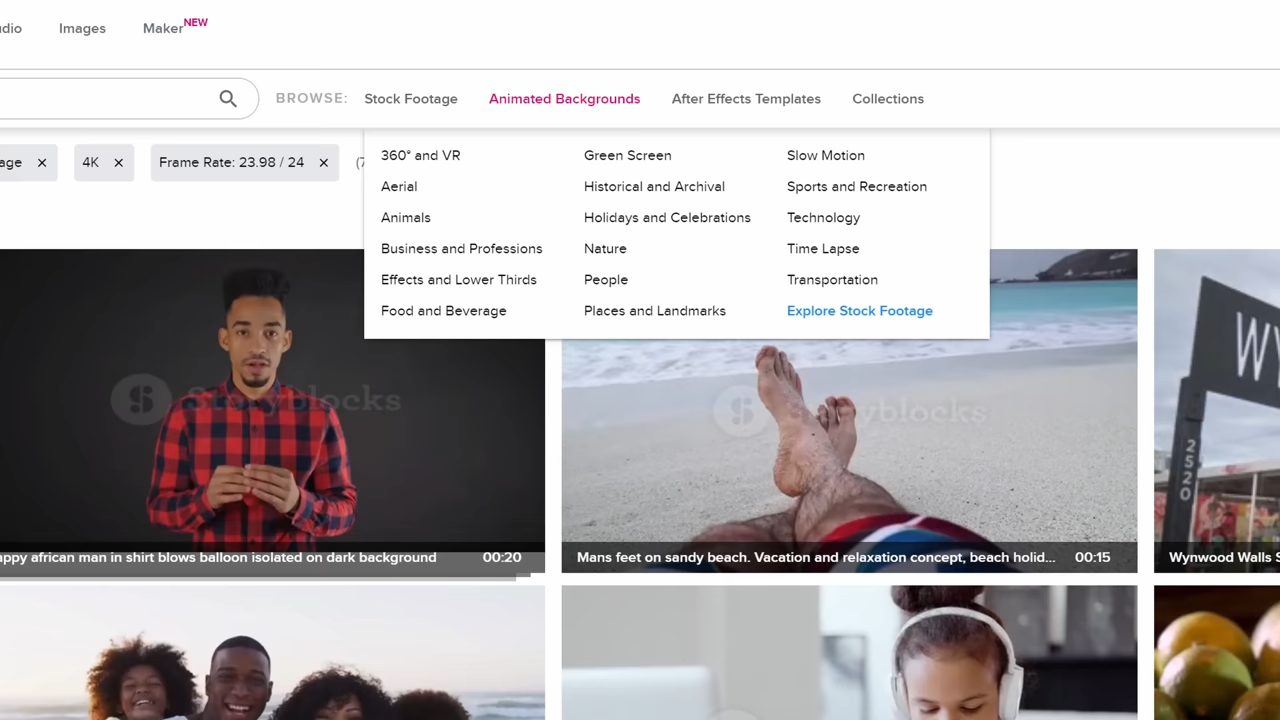 Images
Maker NEW
BROWSE: Stock Footage Animated Backgrounds After Effects Templates Collections
age × 4K × Frame Rate: 23.98 / 24 ×
360° and VR Green Screen Slow Motion
Aerial Historical and Archival Sports and Recreation
Animals Holidays and Celebrations Technology
Business and Professions Nature Time Lapse
Effects and Lower Thirds People Transportation
Food and Beverage Places and Landmarks Explore Stock Footage
Storyblocks
Storyblocks
WY
2520
appy african man in shirt blows balloon isolated on dark background 00:20
Mans feet on sandy beach. Vacation and relaxation concept, beach holid... 00:15
Wynwood Walls S